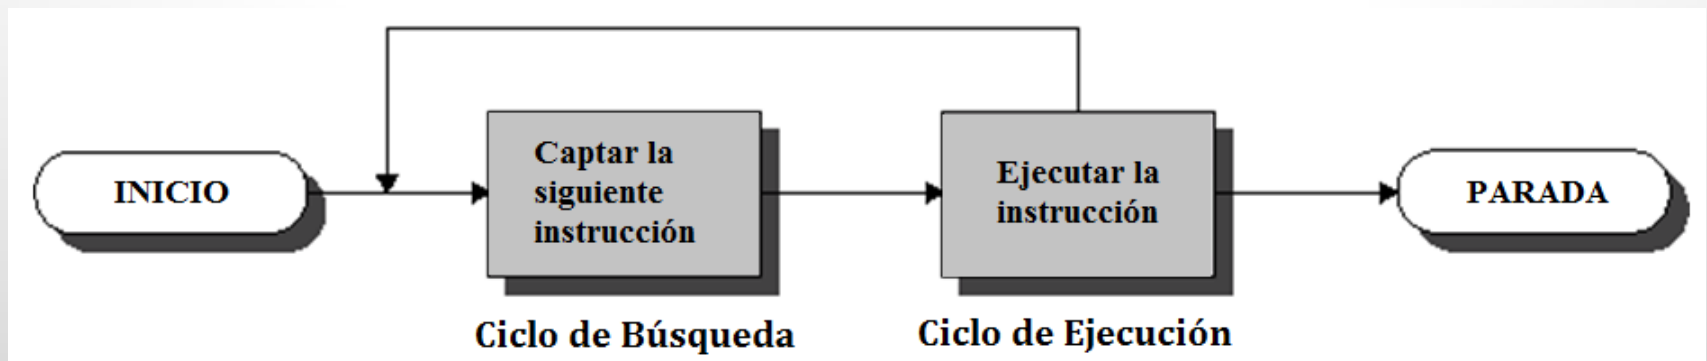 INICIO
Captar la
siguiente
instrucción
Ejecutar la
instrucción
PARADA
Ciclo de Búsqueda
Ciclo de Ejecución